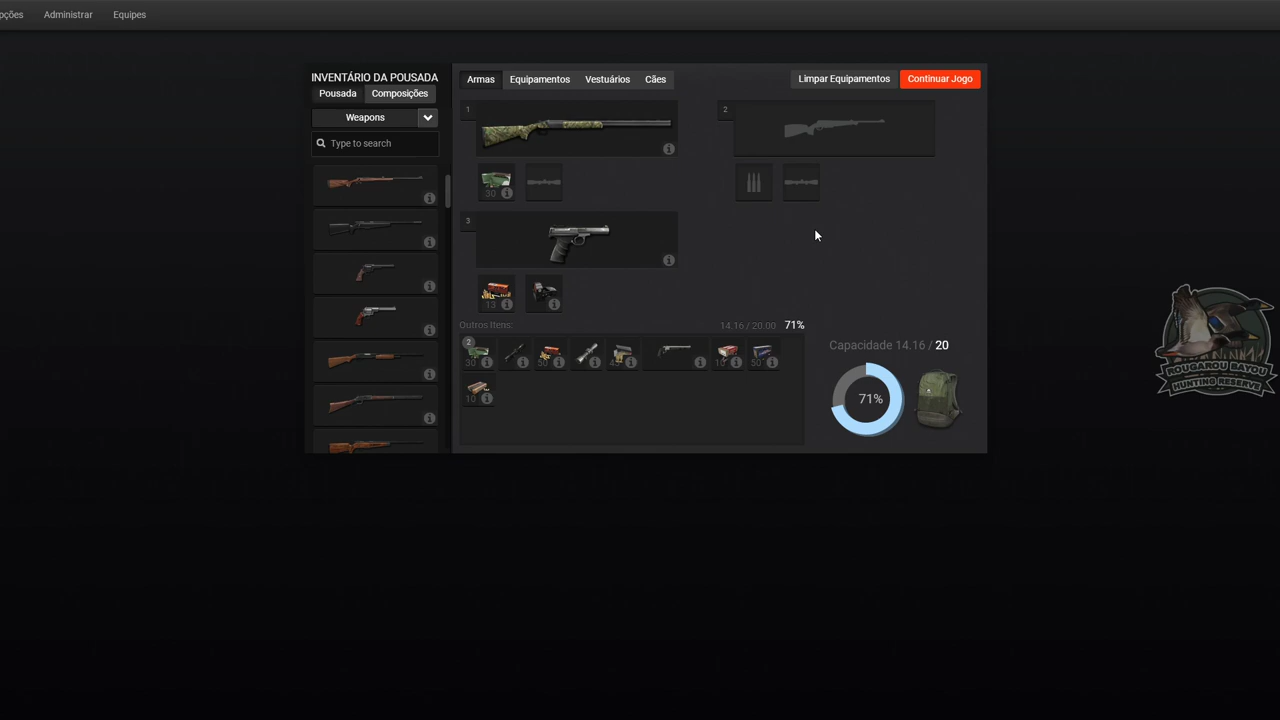 pções Administrar Equipes
INVENTÁRIO DA POUSADA
Pousada Composições
Weapons
Type to search
Armas Equipamentos Vestuários Cães
Limpar Equipamentos Continuar Jogo
1
2
30
3
13
Outros Itens: 14.16 / 20.00 71%
2
30 50 45 10 50
10
Capacidade 14.16 / 20
71%
ROUGAROU BAYOU
HUNTING RESERVE